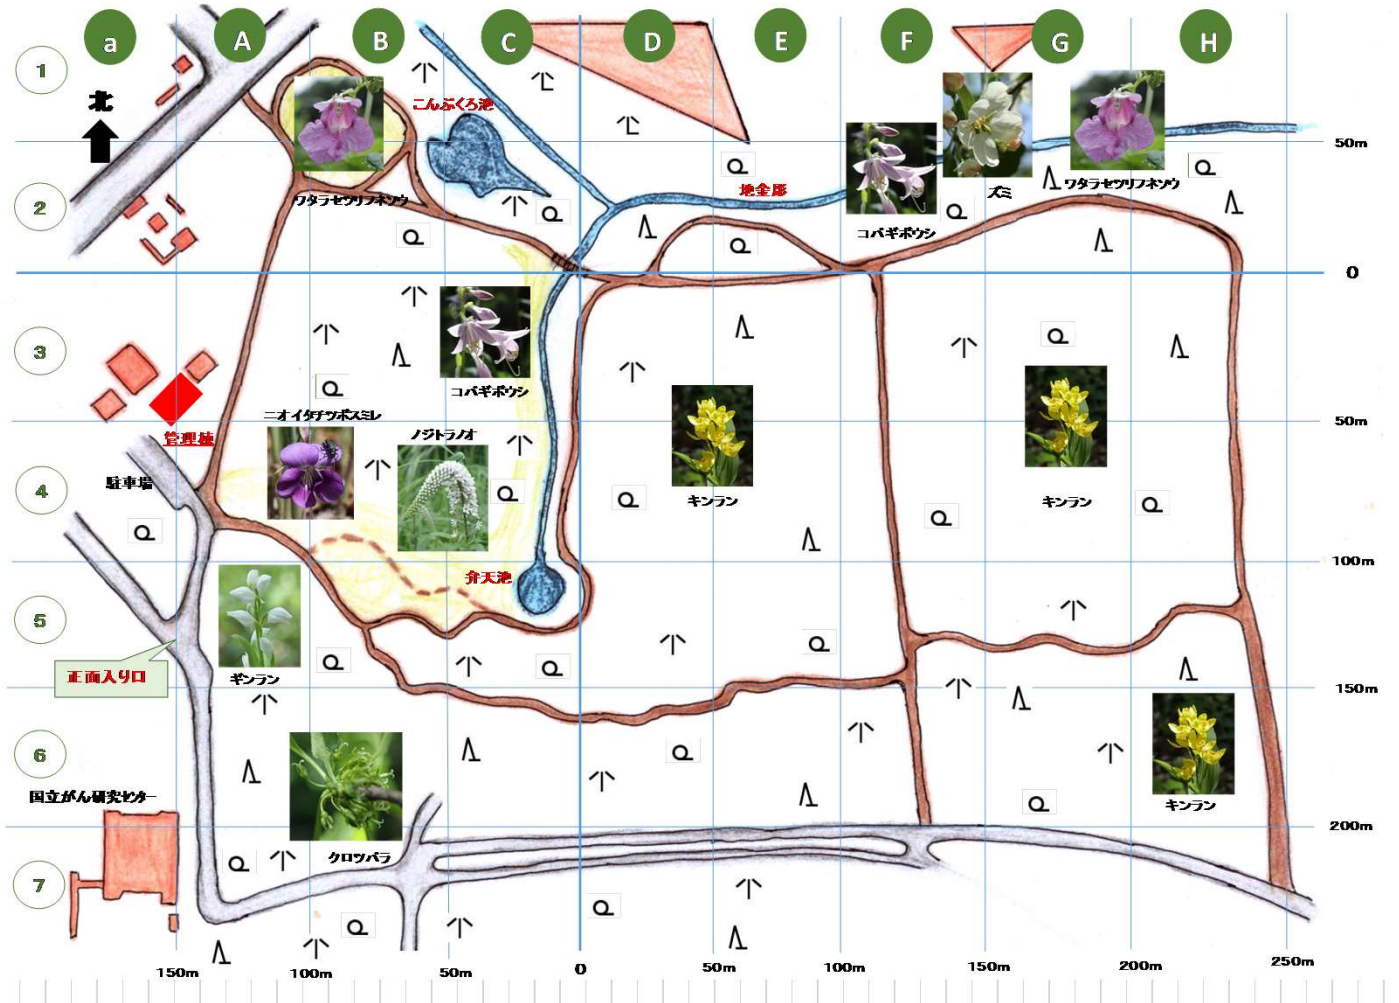 a A B C D E F G H
1
北
こんぶくろ池
50m
地金堀
ワタラセツリフネソウ
コバギボウシ
ズミ
ワタラセツリフネソウ
2
0
3
コバギボウシ
管理棟
ニオイタチツボスミレ
ノジトラノオ
50m
駐車場
4
キンラン
キンラン
100m
弁天池
5
正面入り口
ギンラン
150m
6
国立がん研究センター
キンラン
200m
クロツバラ
7
150m 100m 50m 0 50m 100m 150m 200m 250m